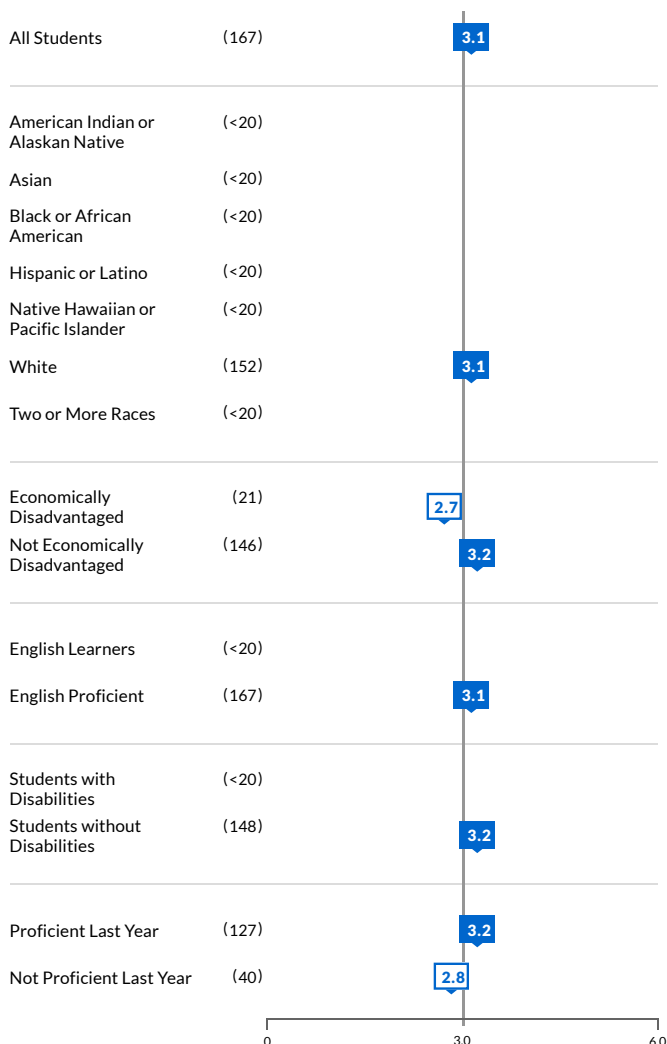 All Students (167) 3.1
American Indian or (<20)
Alaskan Native
Asian (<20)
Black or African (<20)
American
Hispanic or Latino (<20)
Native Hawaiian or (<20)
Pacific Islander
White (152) 3.1
Two or More Races (<20)
Economically (21) 2.7
Disadvantaged
Not Economically (146) 3.2
Disadvantaged
English Learners (<20)
English Proficient (167) 3.1
Students with (<20)
Disabilities
Students without (148) 3.2
Disabilities
Proficient Last Year (127) 3.2
Not Proficient Last Year (40) 2.8
0 3.0 6.0